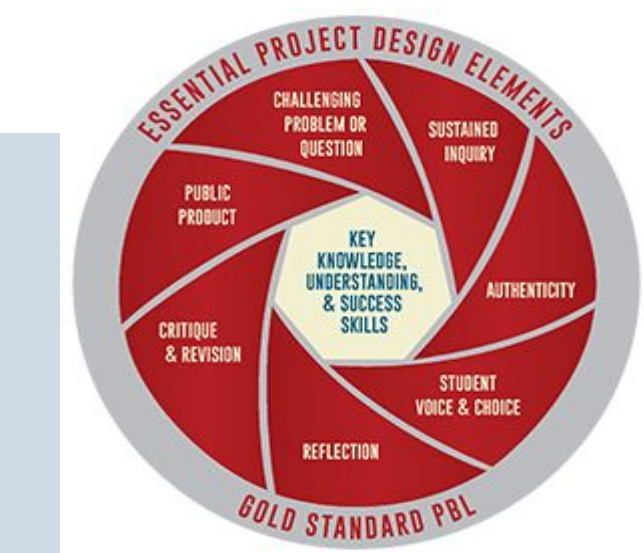 ESSENTIAL PROJECT DESIGN ELEMENTS
CHALLENGING
PROBLEM OR
QUESTION
SUSTAINED
INQUIRY
AUTHENTICITY
STUDENT
VOICE & CHOICE
REFLECTION
CRITIQUE
& REVISION
PUBLIC
PRODUCT
KEY
KNOWLEDGE,
UNDERSTANDING,
& SUCCESS
SKILLS
GOLD STANDARD PBL